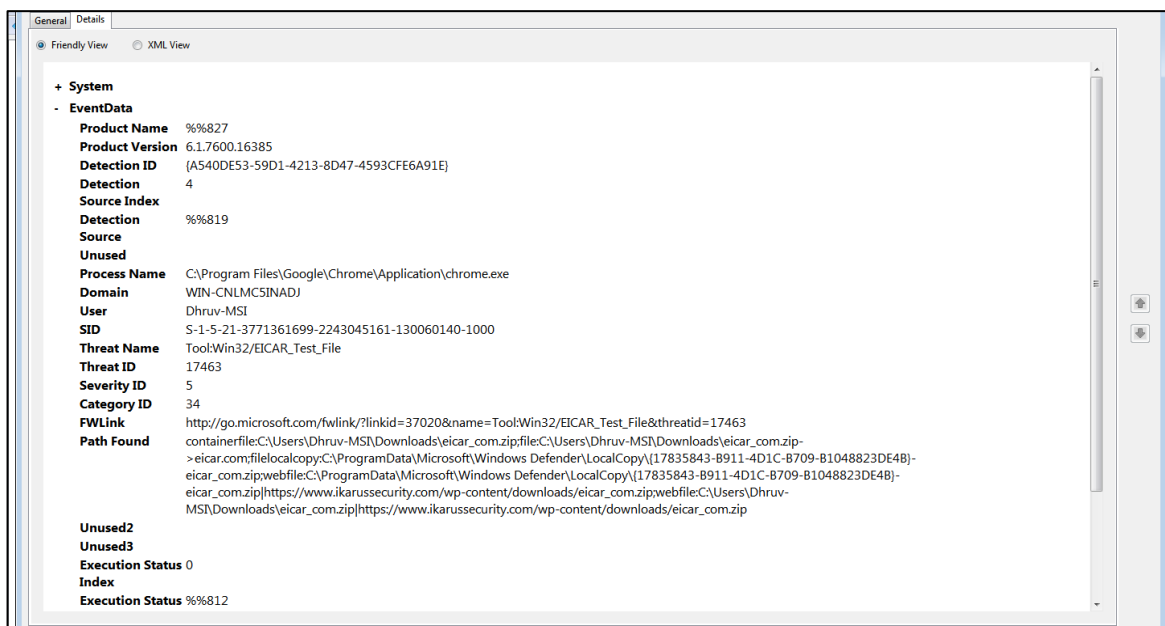 General Details
Friendly View XML View
+ System
- EventData
Product Name %%827
Product Version 6.1.7600.16385
Detection ID {A540DE53-59D1-4213-8D47-4593CFE6A91E}
Detection 4
Source Index
Detection %%819
Source
Unused
Process Name C:\Program Files\Google\Chrome\Application\chrome.exe
Domain WIN-CNLMC5INADJ
User Dhruv-MSI
SID S-1-5-21-3771361699-2243045161-130060140-1000
Threat Name Tool:Win32/EICAR_Test_File
Threat ID 17463
Severity ID 5
Category ID 34
FWLink http://go.microsoft.com/fwlink/?linkid=37020&name=Tool:Win32/EICAR_Test_File&threatid=17463
Path Found containerfile:C:\Users\Dhruv-MSI\Downloads\eicar_com.zip;file:C:\Users\Dhruv-MSI\Downloads\eicar_com.zip-
>eicar.com;filelocalcopy:C:\ProgramData\Microsoft\Windows Defender\LocalCopy\{17835843-B911-4D1C-B709-B1048823DE4B}-
eicar_com.zip;webfile:C:\ProgramData\Microsoft\Windows Defender\LocalCopy\{17835843-B911-4D1C-B709-B1048823DE4B}-
eicar_com.zip|https://www.ikarussecurity.com/wp-content/downloads/eicar_com.zip;webfile:C:\Users\Dhruv-
MSI\Downloads\eicar_com.zip|https://www.ikarussecurity.com/wp-content/downloads/eicar_com.zip
Unused2
Unused3
Execution Status 0
Index
Execution Status %%812